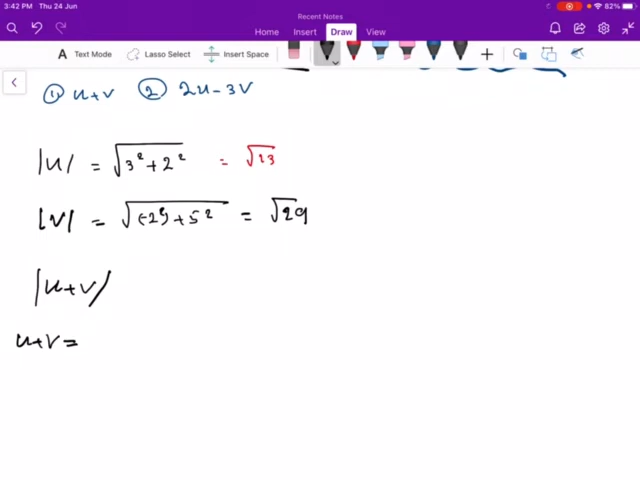 3:42 PM Thu 24 Jun
82%
Recent Notes
Home Insert Draw View
A Text Mode Lasso Select Insert Space
① u+v ② 2u-3v
|u| = √3²+2² = √13
|v| = √(-2)²+5² = √29
|u+v|
u+v=